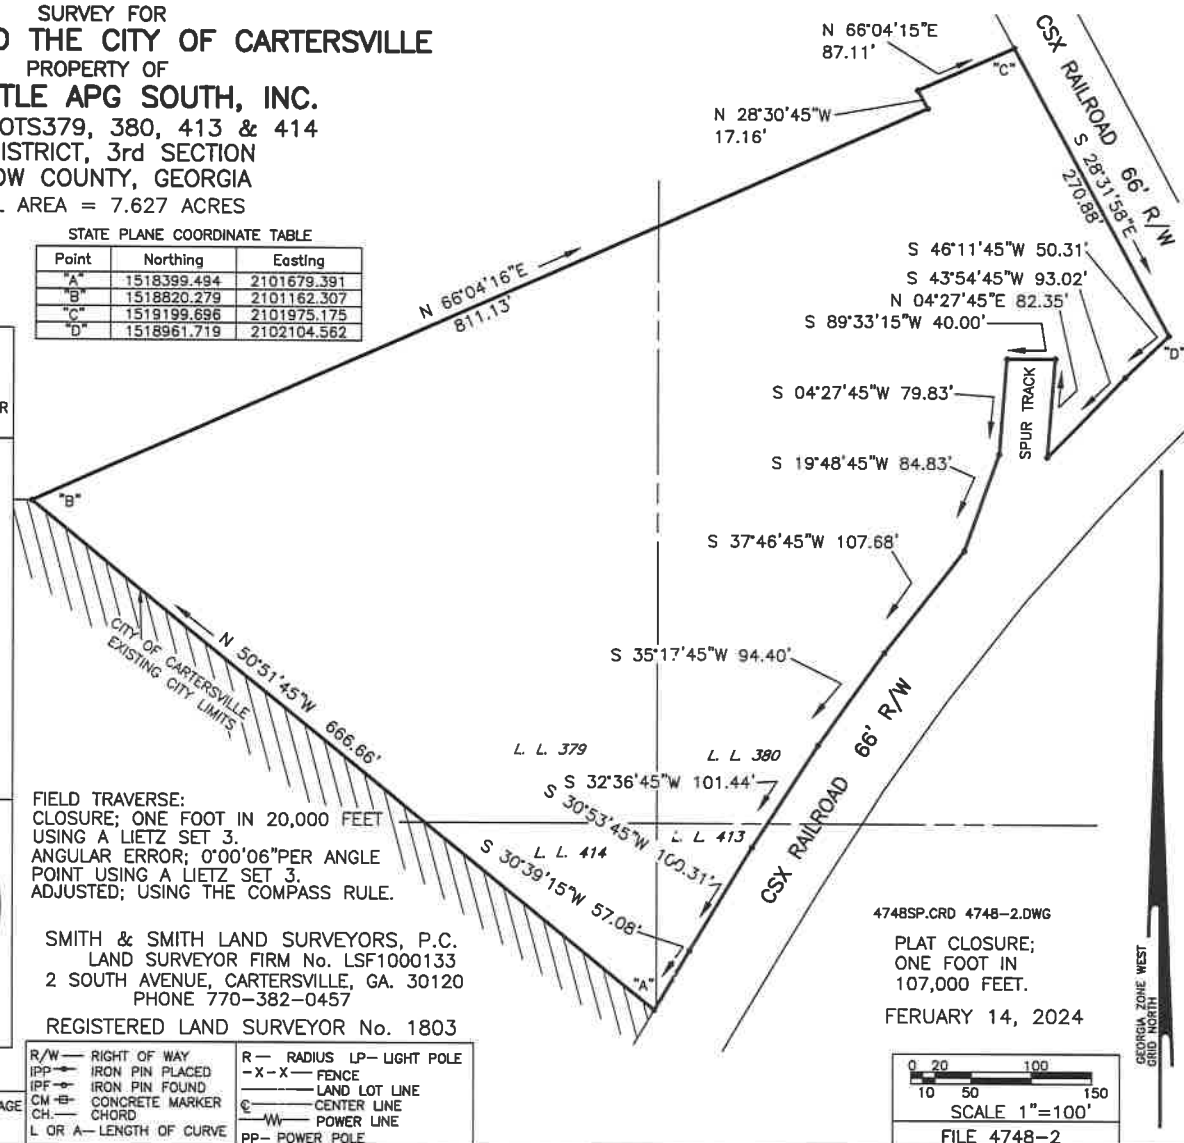 SURVEY FOR
THE CITY OF CARTERSVILLE
PROPERTY OF
TLE APG SOUTH, INC.
OTS379, 380, 413 & 414
ISTRICT, 3rd SECTION
OW COUNTY, GEORGIA
AREA = 7.627 ACRES
STATE PLANE COORDINATE TABLE
Point Northing Easting
"A" 1518399.494 2101679.391
"B" 1518820.279 2101162.307
"C" 1519199.696 2101975.175
"D" 1518961.719 2102104.562
R
N 66°04'15"E
87.11'
"C"
CSX RAILROAD 66' R/W
N 28°30'45"W
17.16'
S 28°31'58"E
270.88'
N 66°04'16"E
811.13'
S 46°11'45"W 50.31'
S 43°54'45"W 93.02'
N 04°27'45"E 82.35'
S 89°33'15"W 40.00'
"D"
S 04°27'45"W 79.83'
SPUR TRACK
S 19°48'45"W 84.83'
"B"
S 37°46'45"W 107.68'
CITY OF CARTERSVILLE
EXISTING CITY LIMITS
N 50°51'45"W 666.66'
S 35°17'45"W 94.40'
CSX RAILROAD 66' R/W
L. L. 379
L. L. 380
S 32°36'45"W 101.44'
S 30°53'45"W 100.31'
L. L. 413
L. L. 414
S 30°39'15"W 57.08'
"A"
FIELD TRAVERSE:
CLOSURE; ONE FOOT IN 20,000 FEET
USING A LIETZ SET 3.
ANGULAR ERROR; 0°00'06"PER ANGLE
POINT USING A LIETZ SET 3.
ADJUSTED; USING THE COMPASS RULE.
SMITH & SMITH LAND SURVEYORS, P.C.
LAND SURVEYOR FIRM No. LSF1000133
2 SOUTH AVENUE, CARTERSVILLE, GA. 30120
PHONE 770-382-0457
REGISTERED LAND SURVEYOR No. 1803
4748SP.CRD 4748-2.DWG
PLAT CLOSURE;
ONE FOOT IN
107,000 FEET.
FERUARY 14, 2024
GEORGIA ZONE WEST
GRID NORTH
AGE
R/W — RIGHT OF WAY
IPP — IRON PIN PLACED
IPF — IRON PIN FOUND
CM — CONCRETE MARKER
CH. — CHORD
L OR A — LENGTH OF CURVE
R — RADIUS LP— LIGHT POLE
-X-X— FENCE
LAND LOT LINE
CENTER LINE
POWER LINE
PP— POWER POLE
0 20 100
10 50 150
SCALE 1"=100'
FILE 4748-2